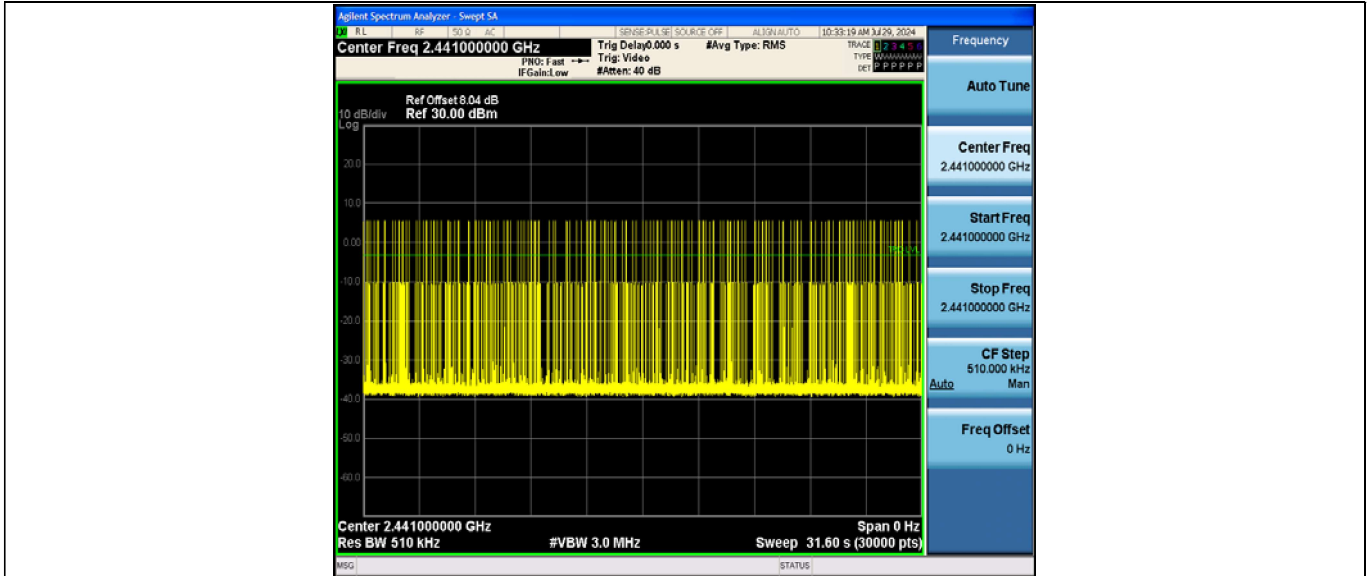 Agilent Spectrum Analyzer - Swept SA
RL RF 50 Ω AC SENSE:PULSE SOURCE OFF ALIGN AUTO 10:33:19 AM Jul 29, 2024
Center Freq 2.441000000 GHz
PNO: Fast
IFGain:Low
Trig Delay0.000 s
Trig: Video
#Atten: 40 dB
#Avg Type: RMS
TRACE 1 2 3 4 5 6
TYPE
DET P P P P P P
Ref Offset 8.04 dB
10 dB/div Ref 30.00 dBm
Log
20.0
10.0
0.00
TRIG LVL
-10.0
-20.0
-30.0
-40.0
-50.0
-60.0
Center 2.441000000 GHz
Span 0 Hz
Res BW 510 kHz
#VBW 3.0 MHz
Sweep 31.60 s (30000 pts)
MSG
STATUS
Frequency
Auto Tune
Center Freq
2.441000000 GHz
Start Freq
2.441000000 GHz
Stop Freq
2.441000000 GHz
CF Step
510.000 kHz
Auto Man
Freq Offset
0 Hz